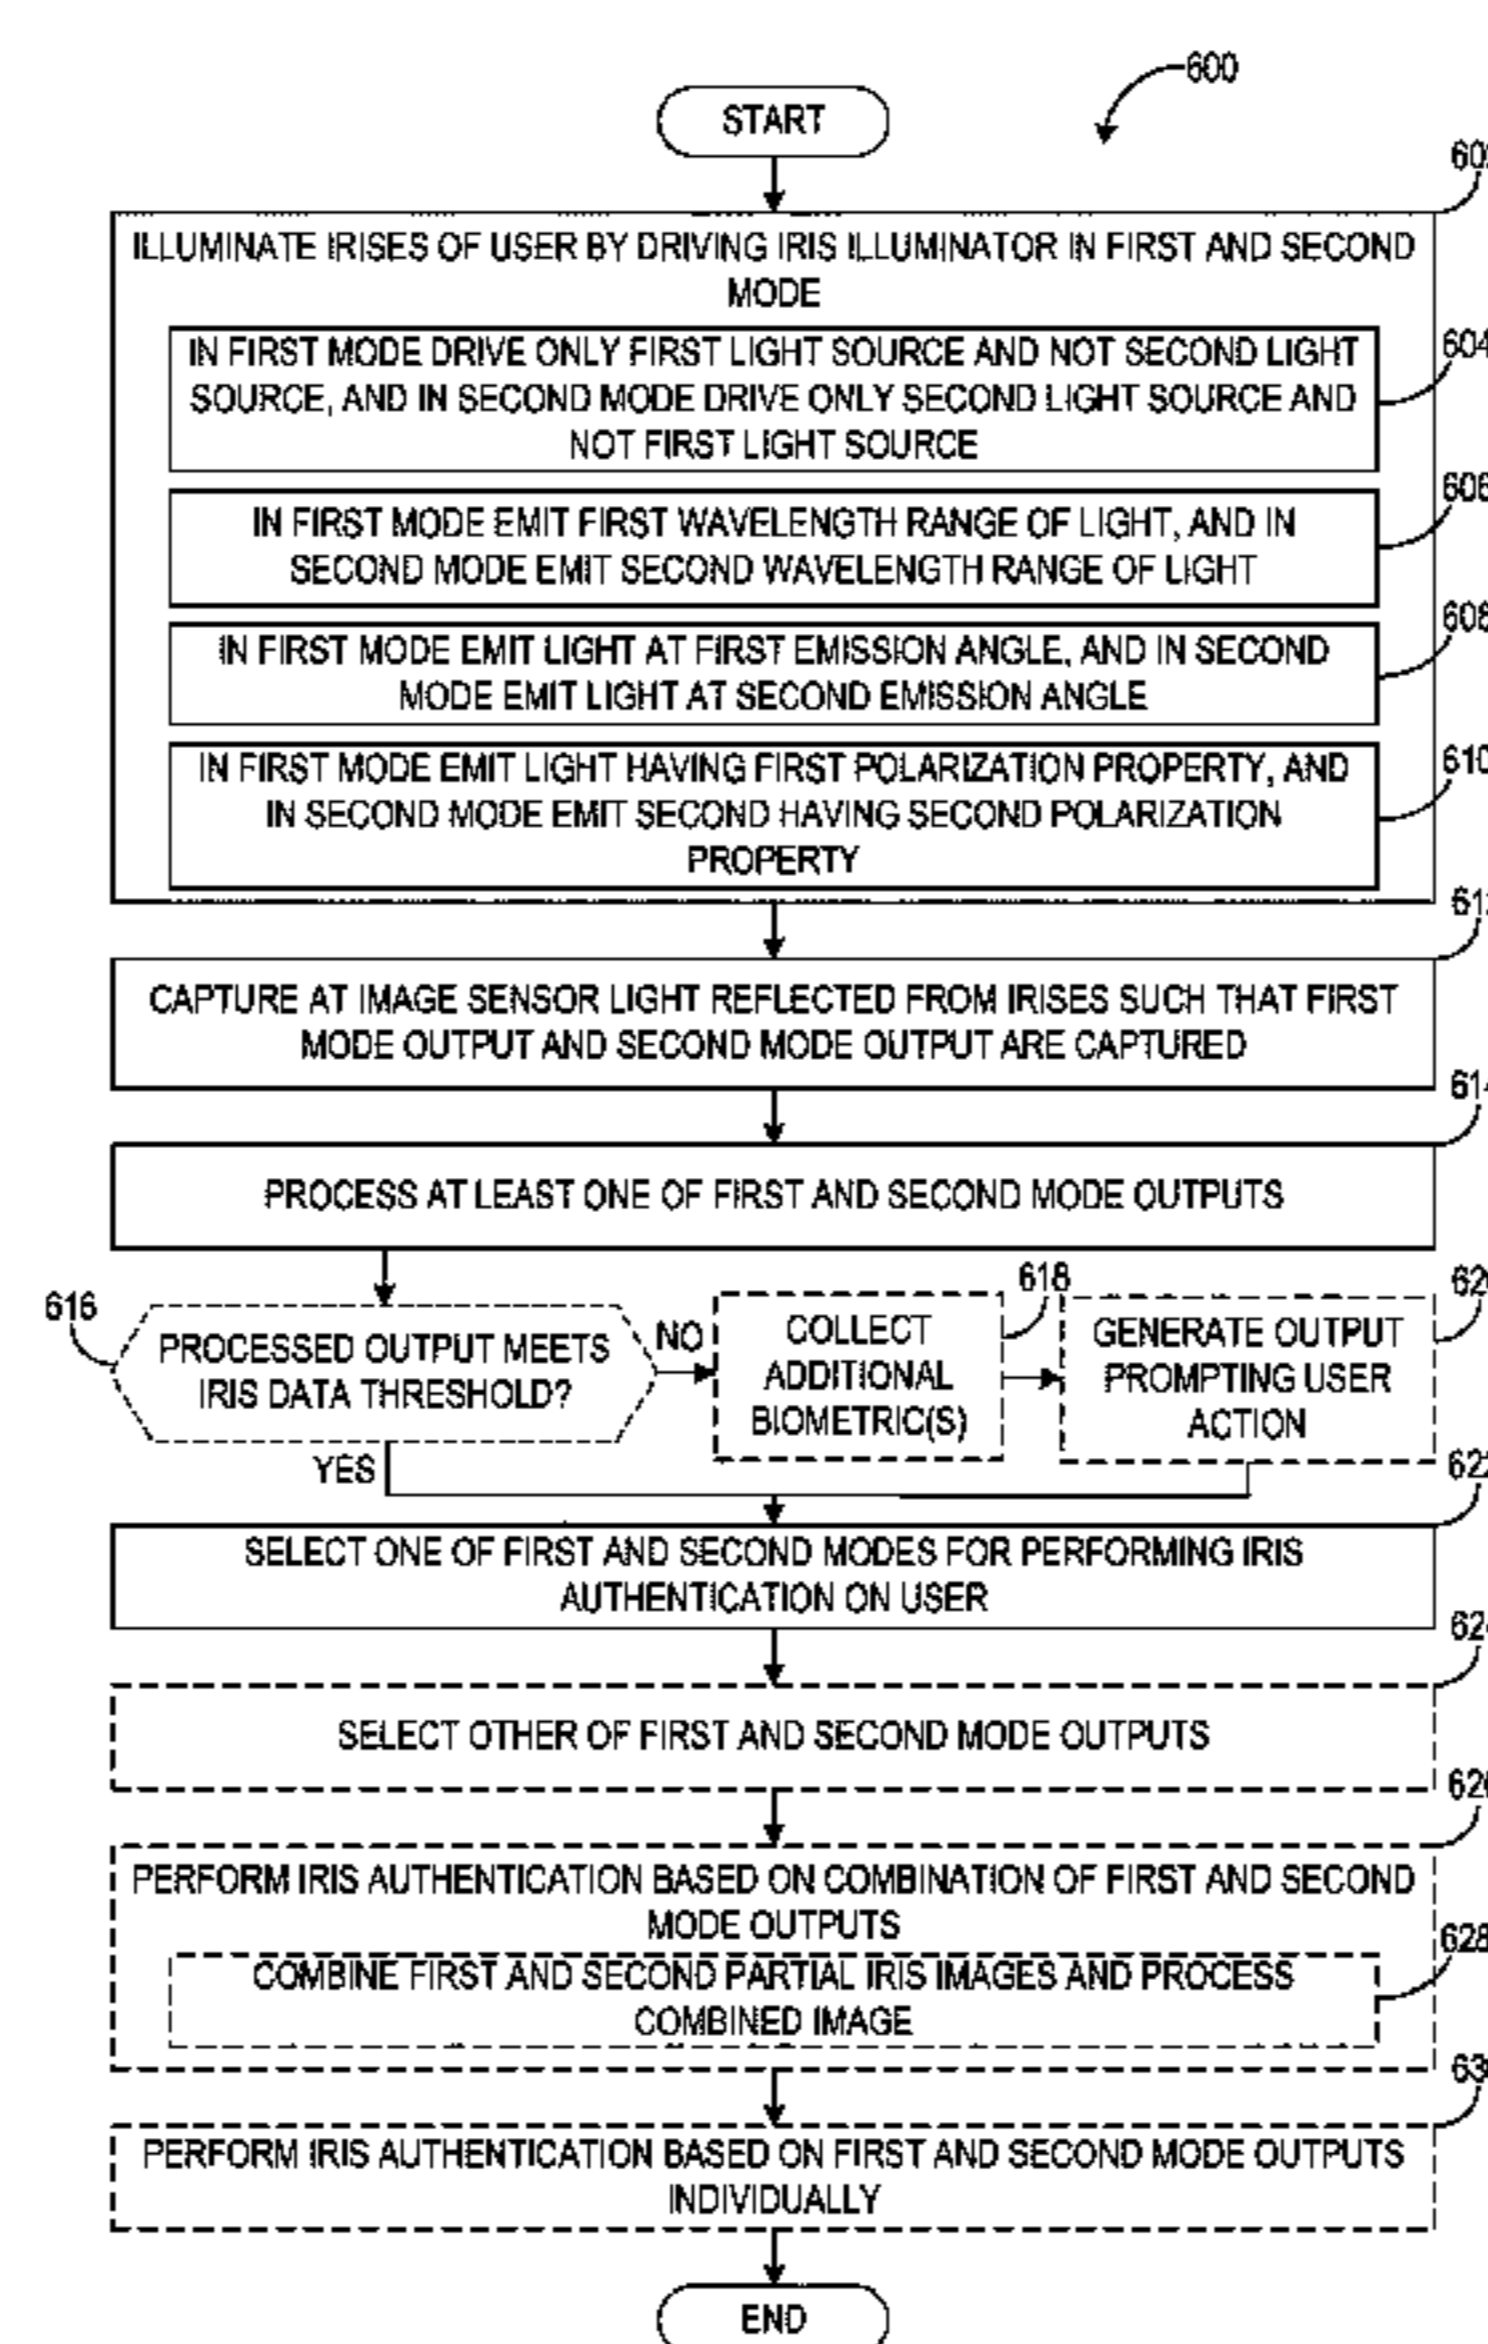 600
START
ILLUMINATE IRISES OF USER BY DRIVING IRIS ILLUMINATOR IN FIRST AND SECOND
MODE
IN FIRST MODE DRIVE ONLY FIRST LIGHT SOURCE AND NOT SECOND LIGHT
SOURCE, AND IN SECOND MODE DRIVE ONLY SECOND LIGHT SOURCE AND
NOT FIRST LIGHT SOURCE
604
IN FIRST MODE EMIT FIRST WAVELENGTH RANGE OF LIGHT, AND IN
SECOND MODE EMIT SECOND WAVELENGTH RANGE OF LIGHT
606
IN FIRST MODE EMIT LIGHT AT FIRST EMISSION ANGLE, AND IN SECOND
MODE EMIT LIGHT AT SECOND EMISSION ANGLE
608
IN FIRST MODE EMIT LIGHT HAVING FIRST POLARIZATION PROPERTY, AND
IN SECOND MODE EMIT SECOND HAVING SECOND POLARIZATION
PROPERTY
610
CAPTURE AT IMAGE SENSOR LIGHT REFLECTED FROM IRISES SUCH THAT FIRST
MODE OUTPUT AND SECOND MODE OUTPUT ARE CAPTURED
PROCESS AT LEAST ONE OF FIRST AND SECOND MODE OUTPUTS
616
PROCESSED OUTPUT MEETS
IRIS DATA THRESHOLD?
NO
YES
618
COLLECT
ADDITIONAL
BIOMETRIC(S)
GENERATE OUTPUT
PROMPTING USER
ACTION
SELECT ONE OF FIRST AND SECOND MODES FOR PERFORMING IRIS
AUTHENTICATION ON USER
SELECT OTHER OF FIRST AND SECOND MODE OUTPUTS
PERFORM IRIS AUTHENTICATION BASED ON COMBINATION OF FIRST AND SECOND
MODE OUTPUTS
COMBINE FIRST AND SECOND PARTIAL IRIS IMAGES AND PROCESS
COMBINED IMAGE
628
PERFORM IRIS AUTHENTICATION BASED ON FIRST AND SECOND MODE OUTPUTS
INDIVIDUALLY
END